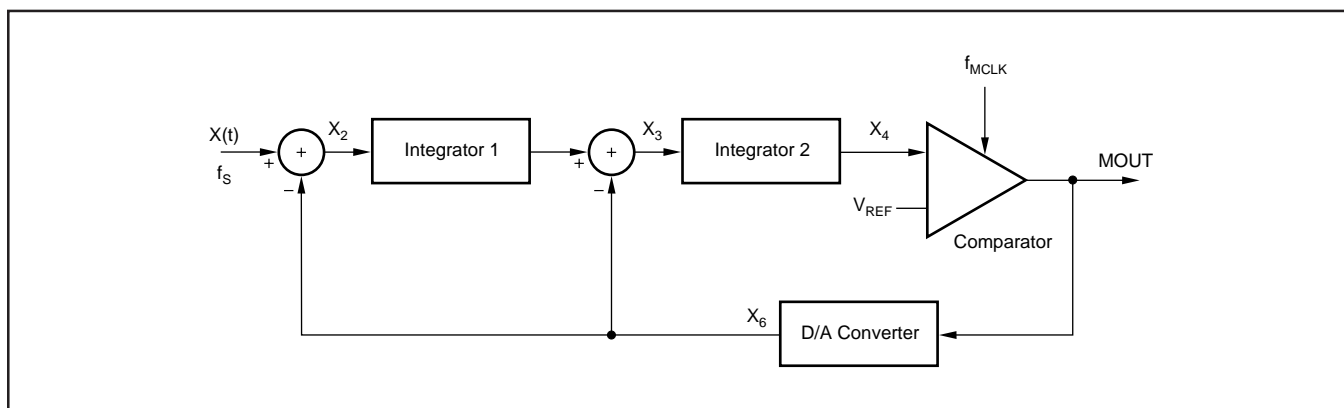 f_MCLK
X(t)
+
f_S
+
−
X_2
Integrator 1
+
+
−
X_3
Integrator 2
X_4
V_REF
Comparator
MOUT
X_6
D/A Converter